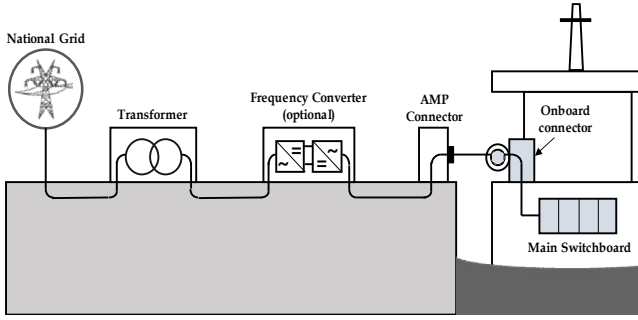 National Grid
Transformer
Frequency Converter
(optional)
AMP
Connector
Onboard
connector
Main Switchboard